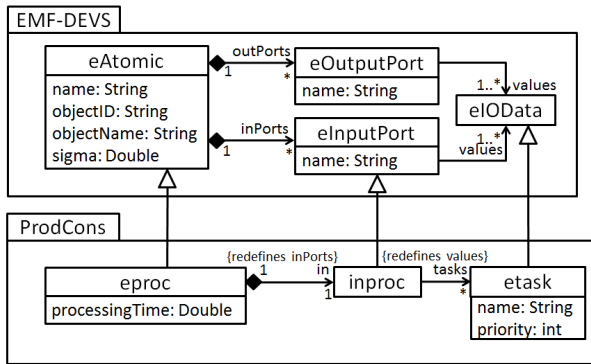 EMF-DEVS
eAtomic
name: String
objectID: String
objectName: String
sigma: Double
outPorts
1
*
eOutputPort
name: String
1..*
values
eIOData
inPorts
1
*
eInputPort
name: String
1..*
values
ProdCons
eproc
processingTime: Double
{redefines inPorts}
1
in
1
inproc
{redefines values}
tasks
*
etask
name: String
priority: int